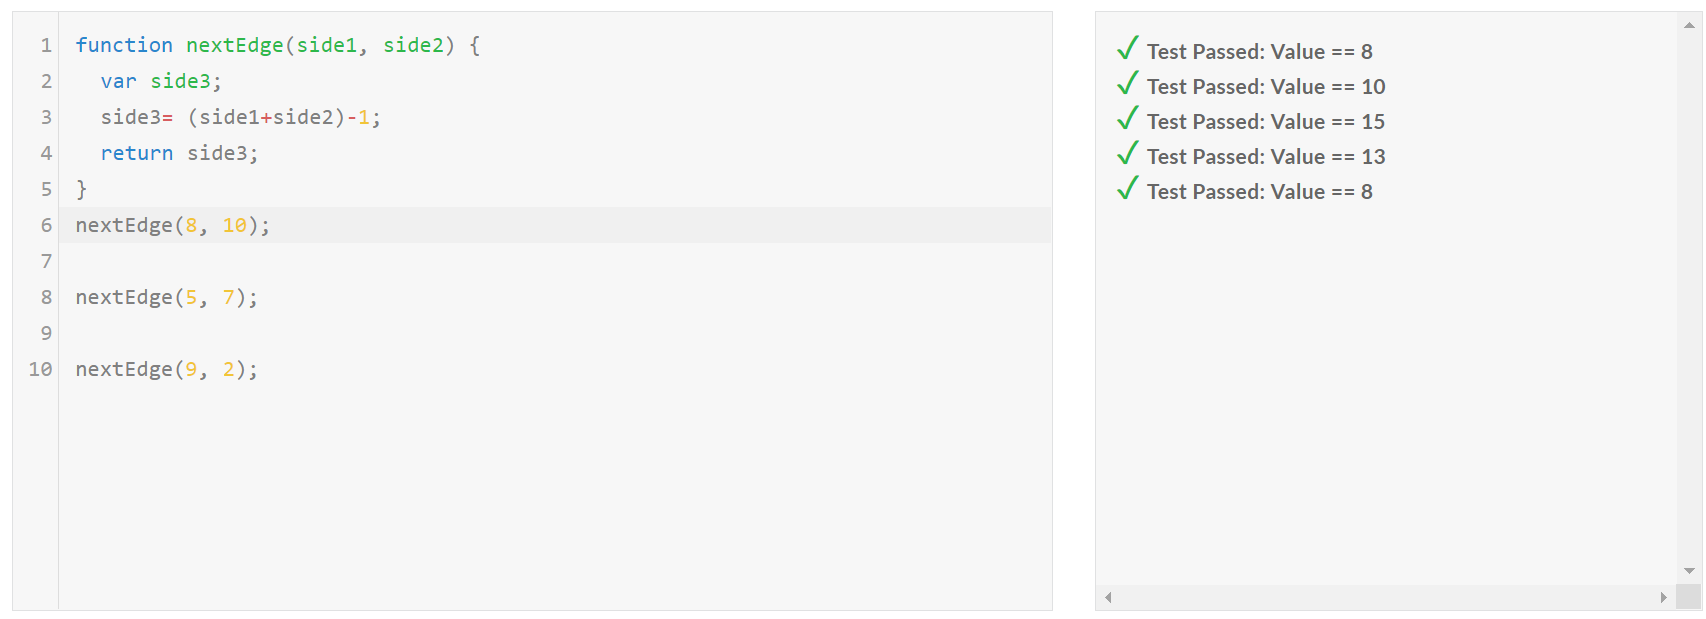 1 function nextEdge(side1, side2) {
2 var side3;
3 side3= (side1+side2)-1;
4 return side3;
5 }
6 nextEdge(8, 10);
7
8 nextEdge(5, 7);
9
10 nextEdge(9, 2);
✓ Test Passed: Value == 8
✓ Test Passed: Value == 10
✓ Test Passed: Value == 15
✓ Test Passed: Value == 13
✓ Test Passed: Value == 8